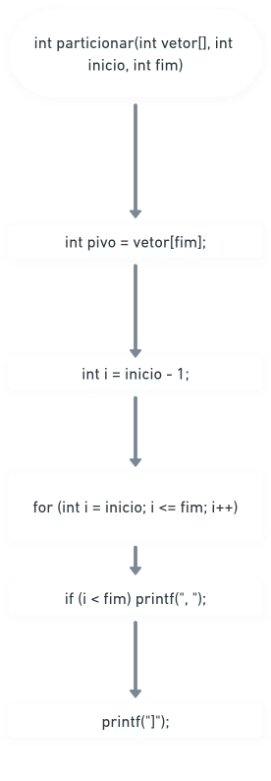 int particionar(int vetor[], int
inicio, int fim)
int pivo = vetor[fim];
int i = inicio - 1;
for (int i = inicio; i <= fim; i++)
if (i < fim) printf(", ");
printf("]");